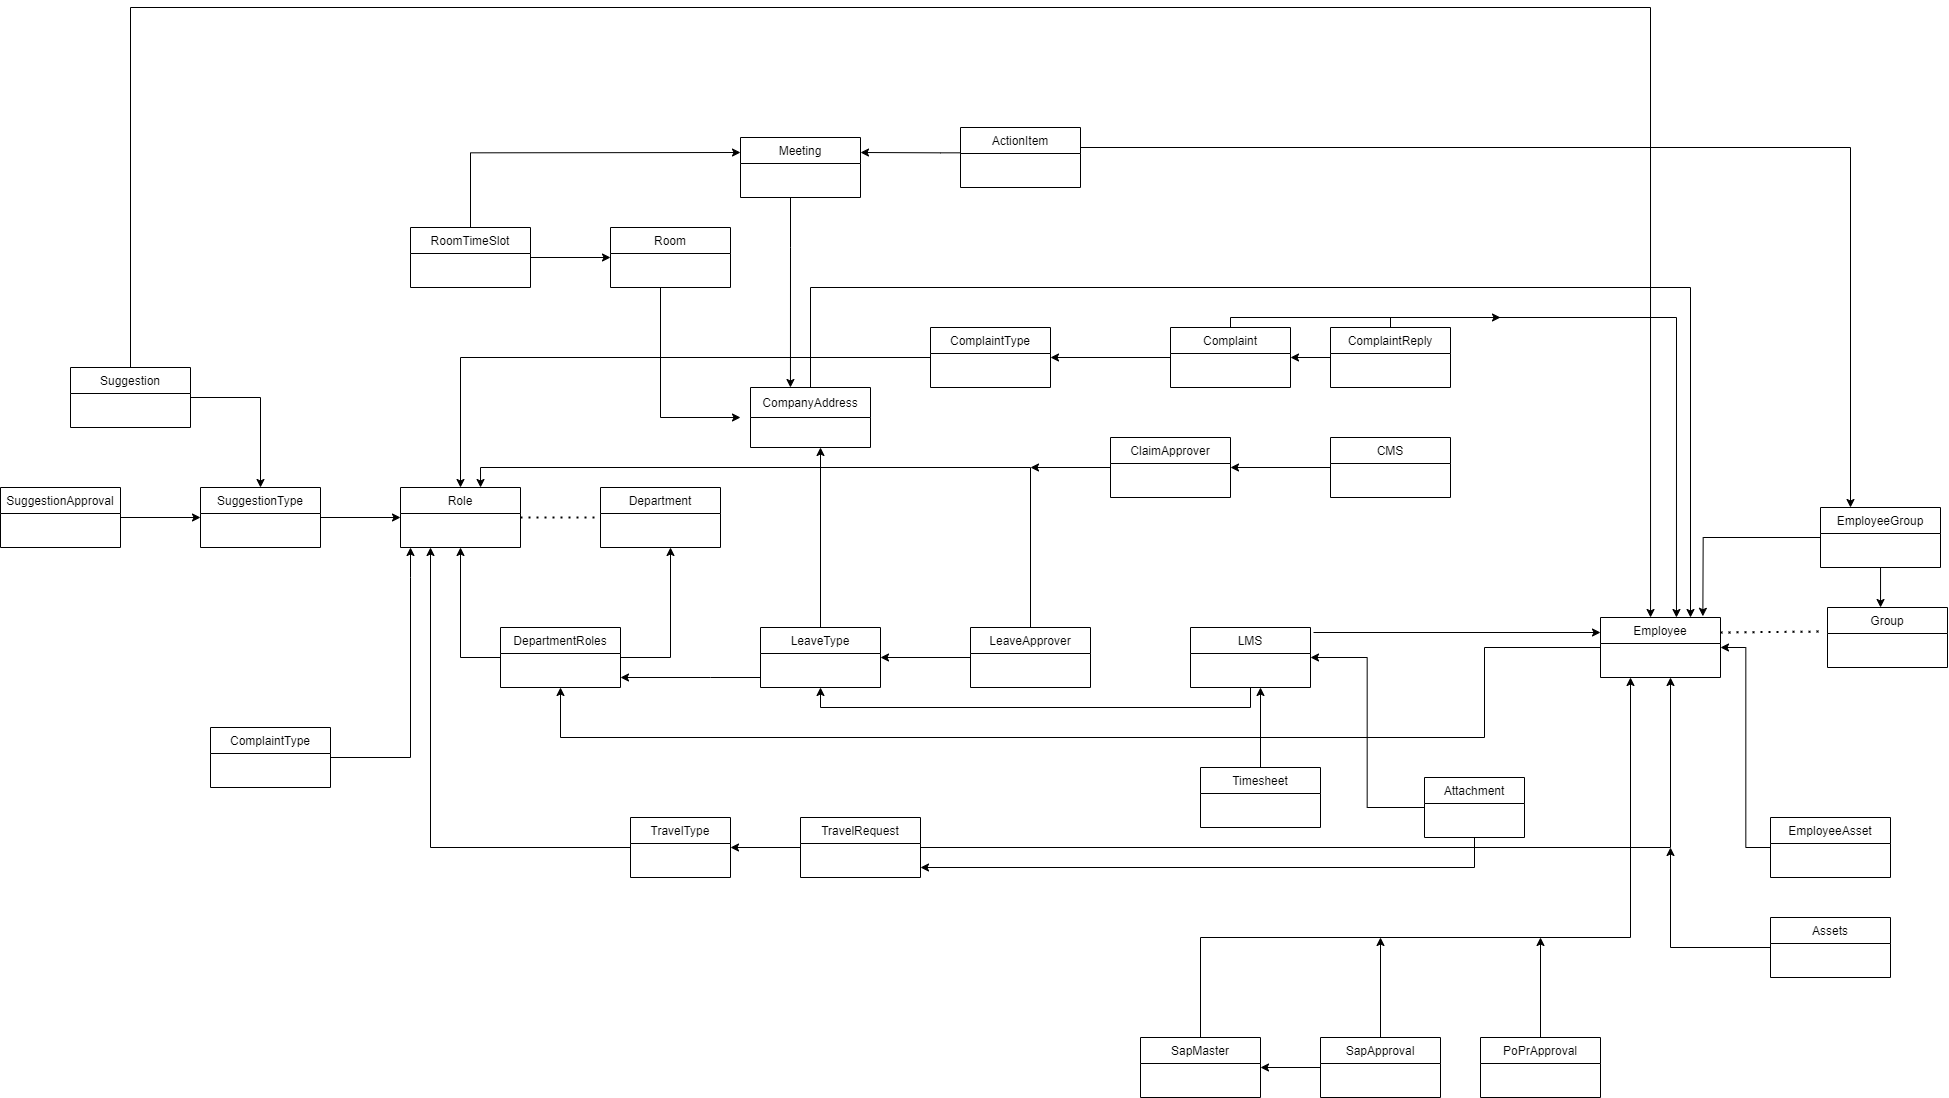 ActionItem
Meeting
RoomTimeSlot
Room
ComplaintType
Complaint
ComplaintReply
Suggestion
CompanyAddress
ClaimApprover
CMS
SuggestionApproval
SuggestionType
Role
Department
EmployeeGroup
DepartmentRoles
LeaveType
LeaveApprover
LMS
Employee
Group
ComplaintType
Timesheet
Attachment
TravelType
TravelRequest
EmployeeAsset
Assets
SapMaster
SapApproval
PoPrApproval